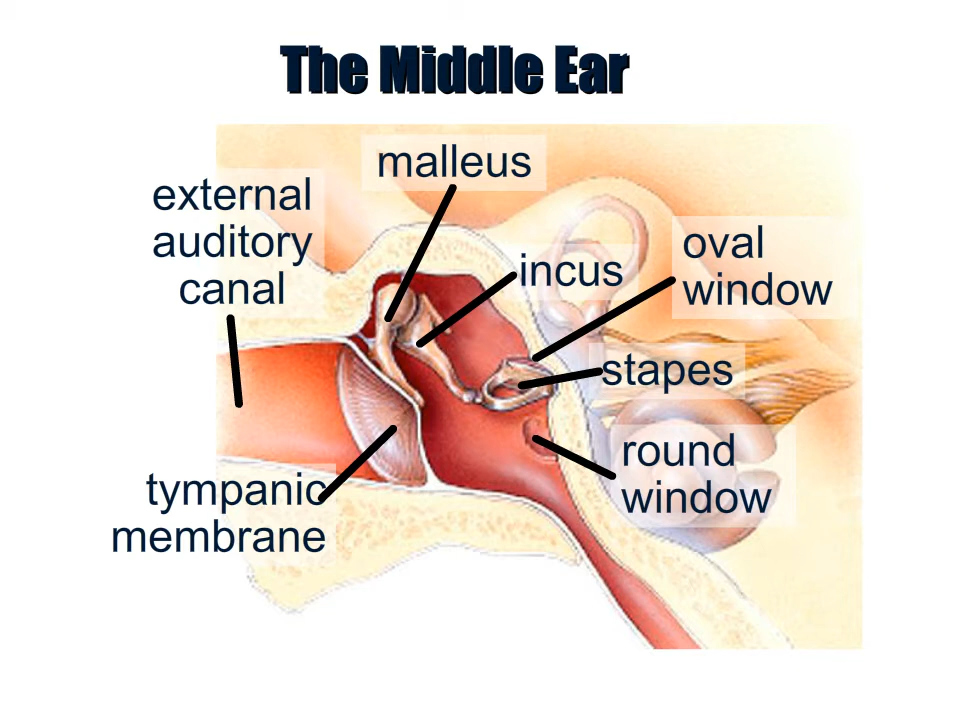 The Middle Ear
malleus
external
auditory
canal
incus
oval
window
stapes
round
window
tympanic
membrane